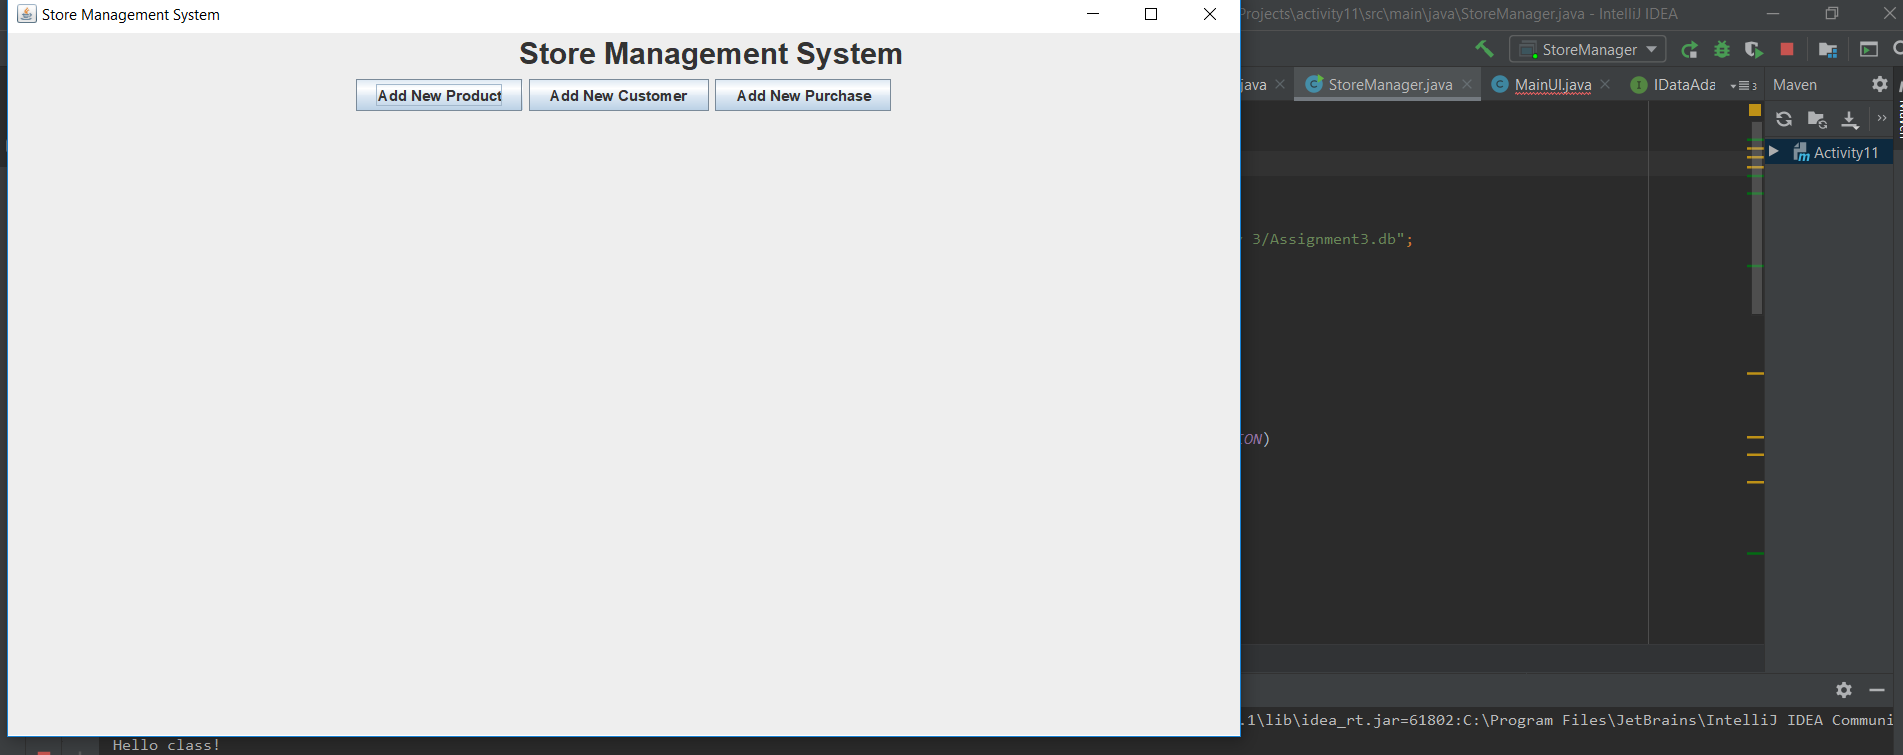 Store Management System
Projects\activity11\src\main\java\StoreManager.java - IntelliJ IDEA
Store Management System
StoreManager
Add New Product
Add New Customer
Add New Purchase
java
StoreManager.java
MainUI.java
IDataAda
3
Maven
Activity11
3/Assignment3.db";
ON)
.1\lib\idea_rt.jar=61802:C:\Program Files\JetBrains\IntelliJ IDEA Communi
Hello class!